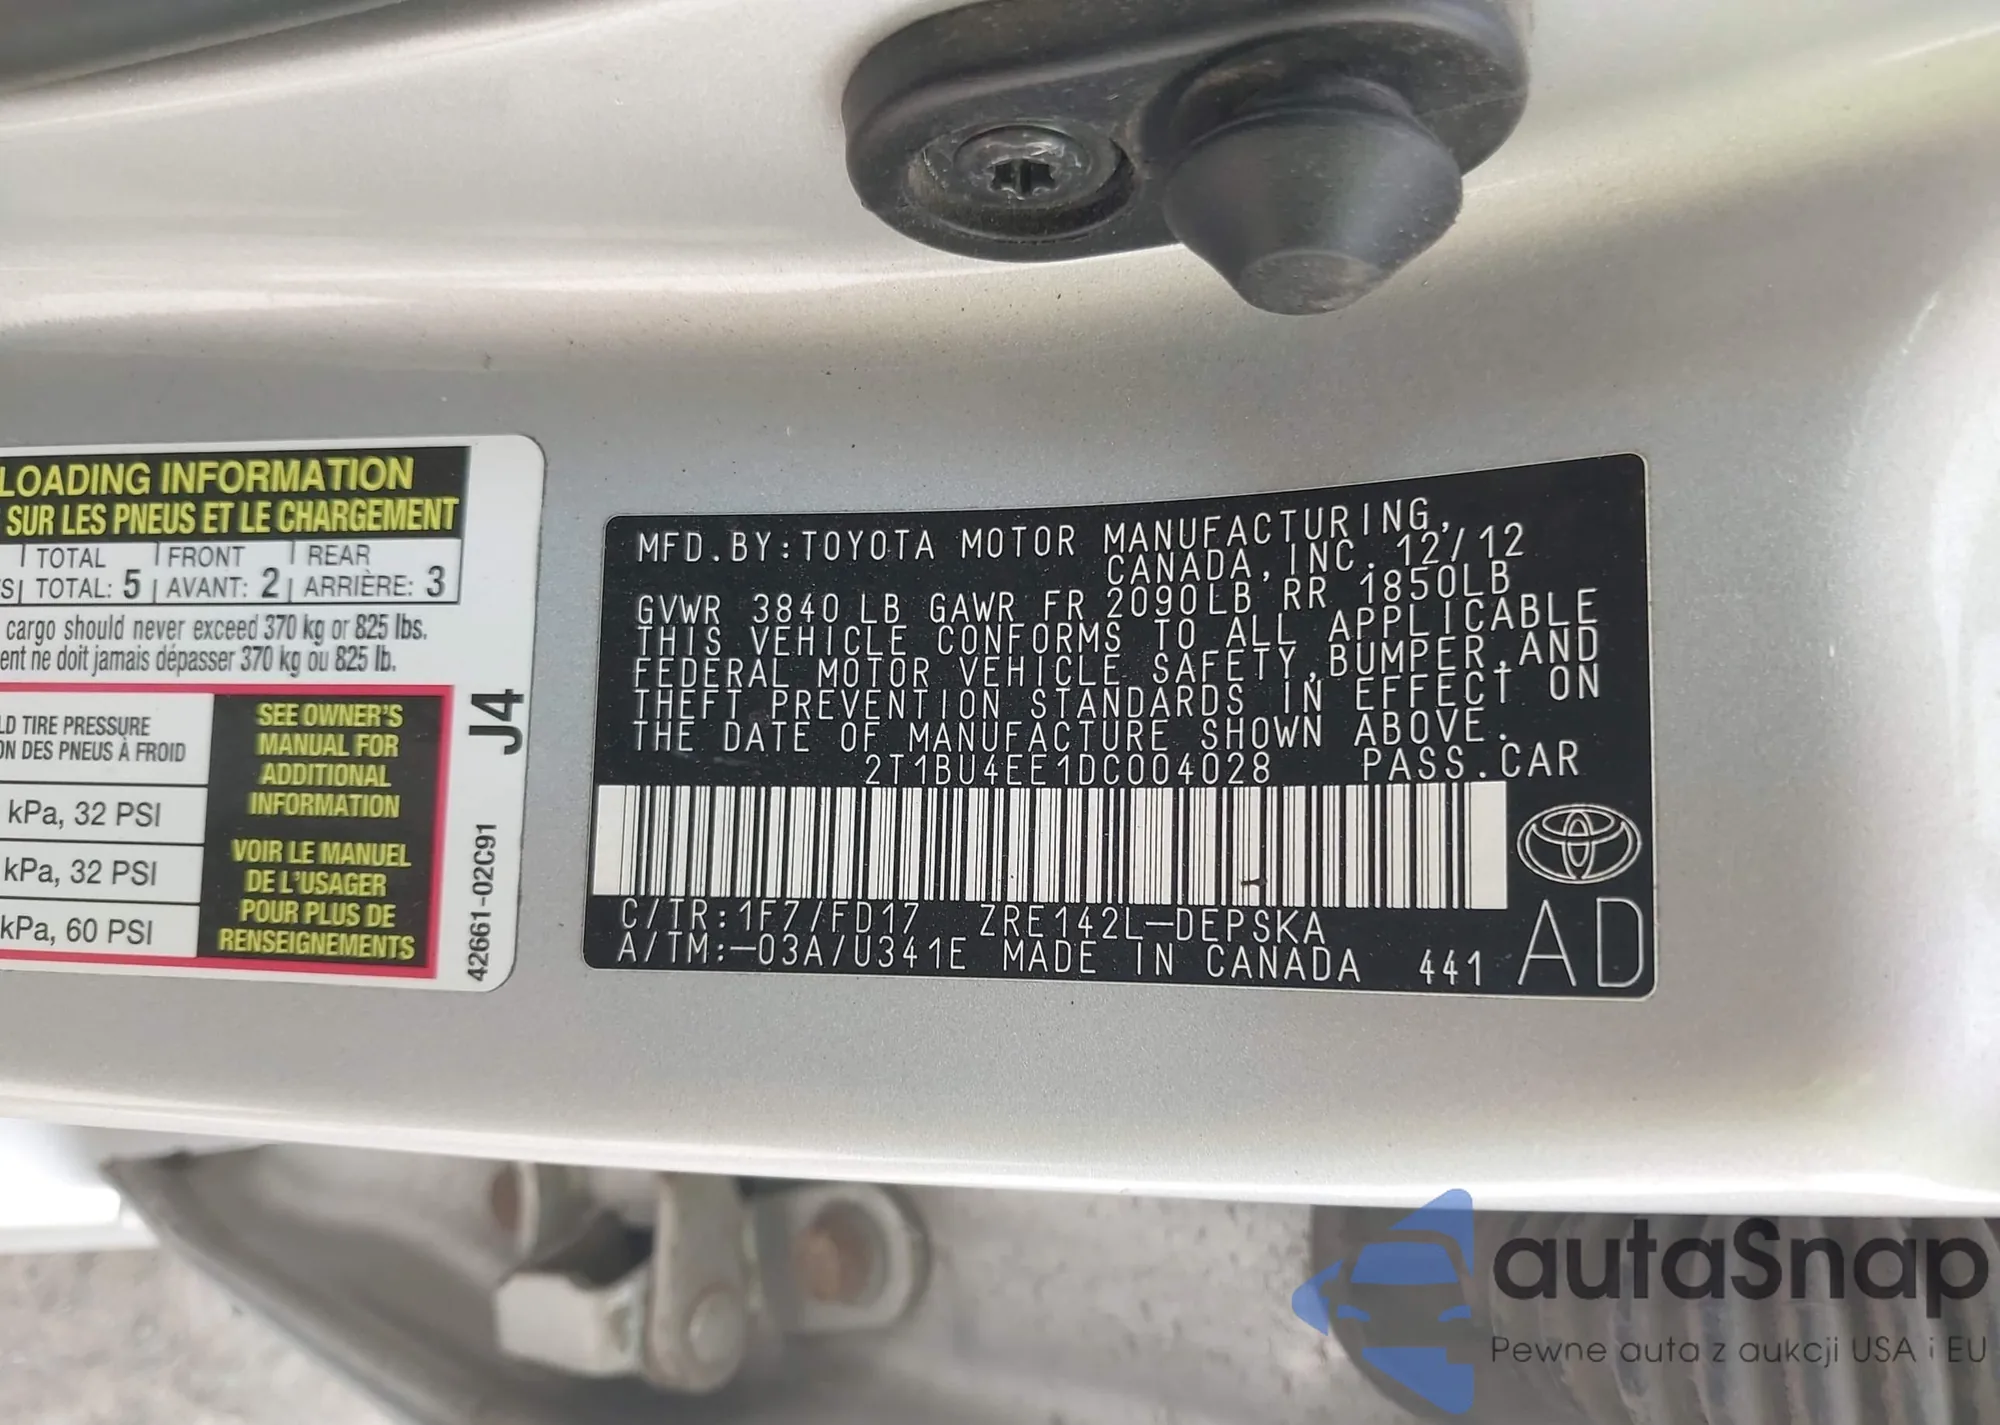 LOADING INFORMATION
SUR LES PNEUS ET LE CHARGEMENT
TOTAL FRONT REAR
TOTAL: 5 AVANT: 2 ARRIÈRE: 3
cargo should never exceed 370 kg or 825 lbs.
ent ne doit jamais dépasser 370 kg ou 825 lb.
LD TIRE PRESSURE
ON DES PNEUS À FROID
kPa, 32 PSI
kPa, 32 PSI
kPa, 60 PSI
SEE OWNER'S
MANUAL FOR
ADDITIONAL
INFORMATION
VOIR LE MANUEL
DE L'USAGER
POUR PLUS DE
RENSEIGNEMENTS
J4
42661-02C91
MFD.BY:TOYOTA MOTOR MANUFACTURING,
CANADA,INC. 12/12
GVWR 3840 LB GAWR FR 2090LB RR 1850LB
THIS VEHICLE CONFORMS TO ALL APPLICABLE
FEDERAL MOTOR VEHICLE SAFETY,BUMPER,AND
THEFT PREVENTION STANDARDS IN EFFECT ON
THE DATE OF MANUFACTURE SHOWN ABOVE.
2T1BU4EE1DC004028 PASS.CAR
C/TR:1F7/FD17 ZRE142L-DEPSKA
A/TM:-03A/U341E MADE IN CANADA 441
AD
autaSnap
Pewne auta z aukcji USA i EU